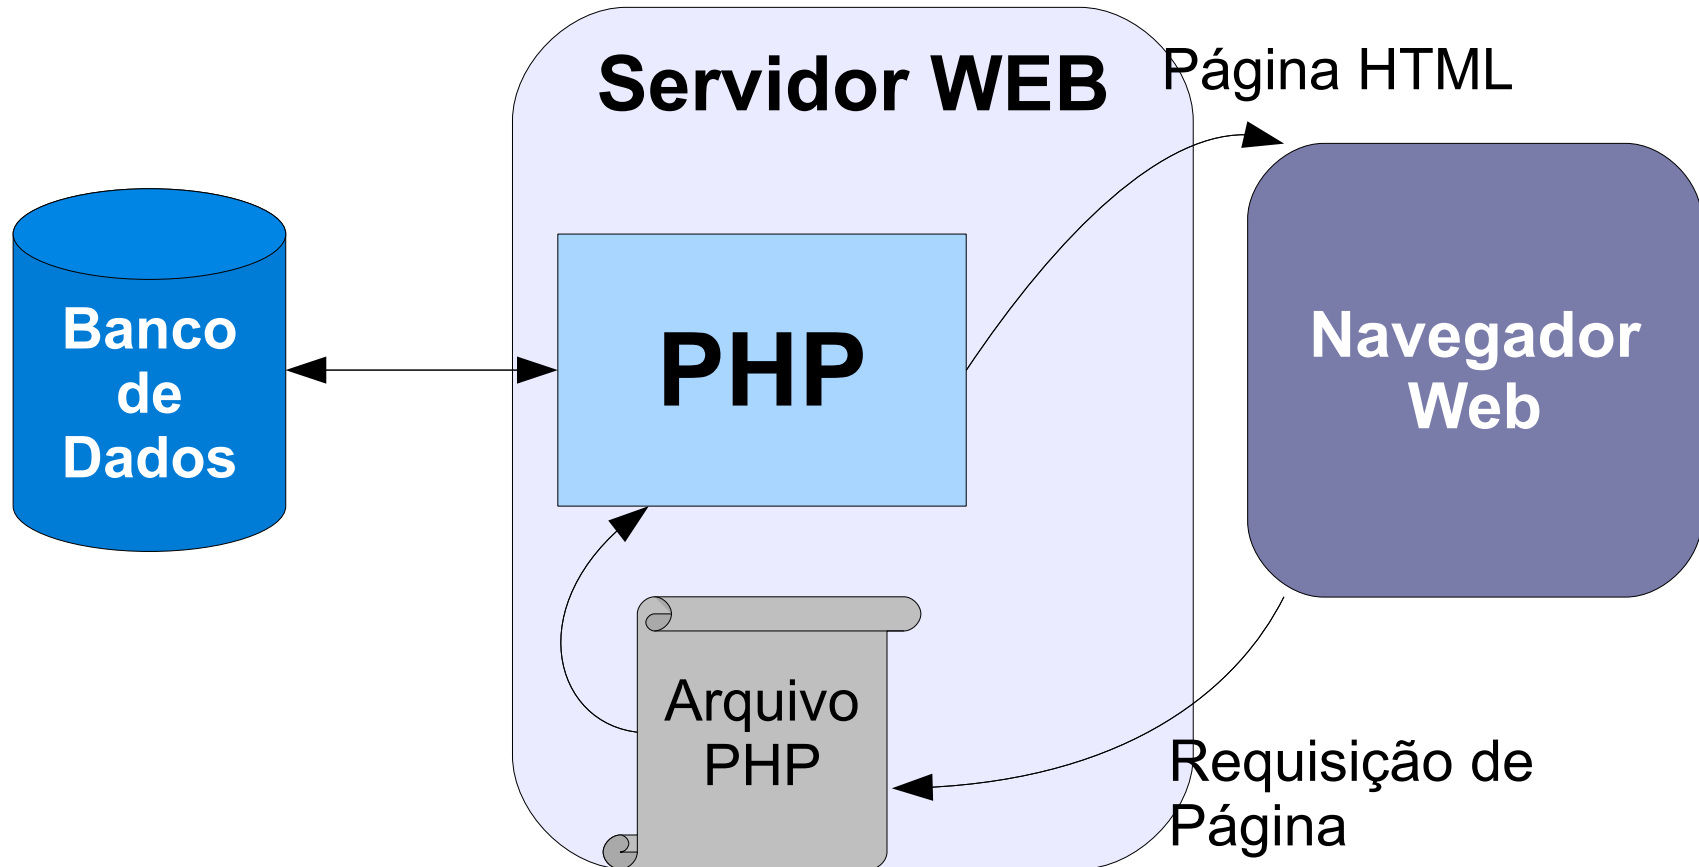 Servidor WEB
Página HTML
Banco
de
Dados
PHP
Navegador
Web
Arquivo
PHP
Requisição de
Página